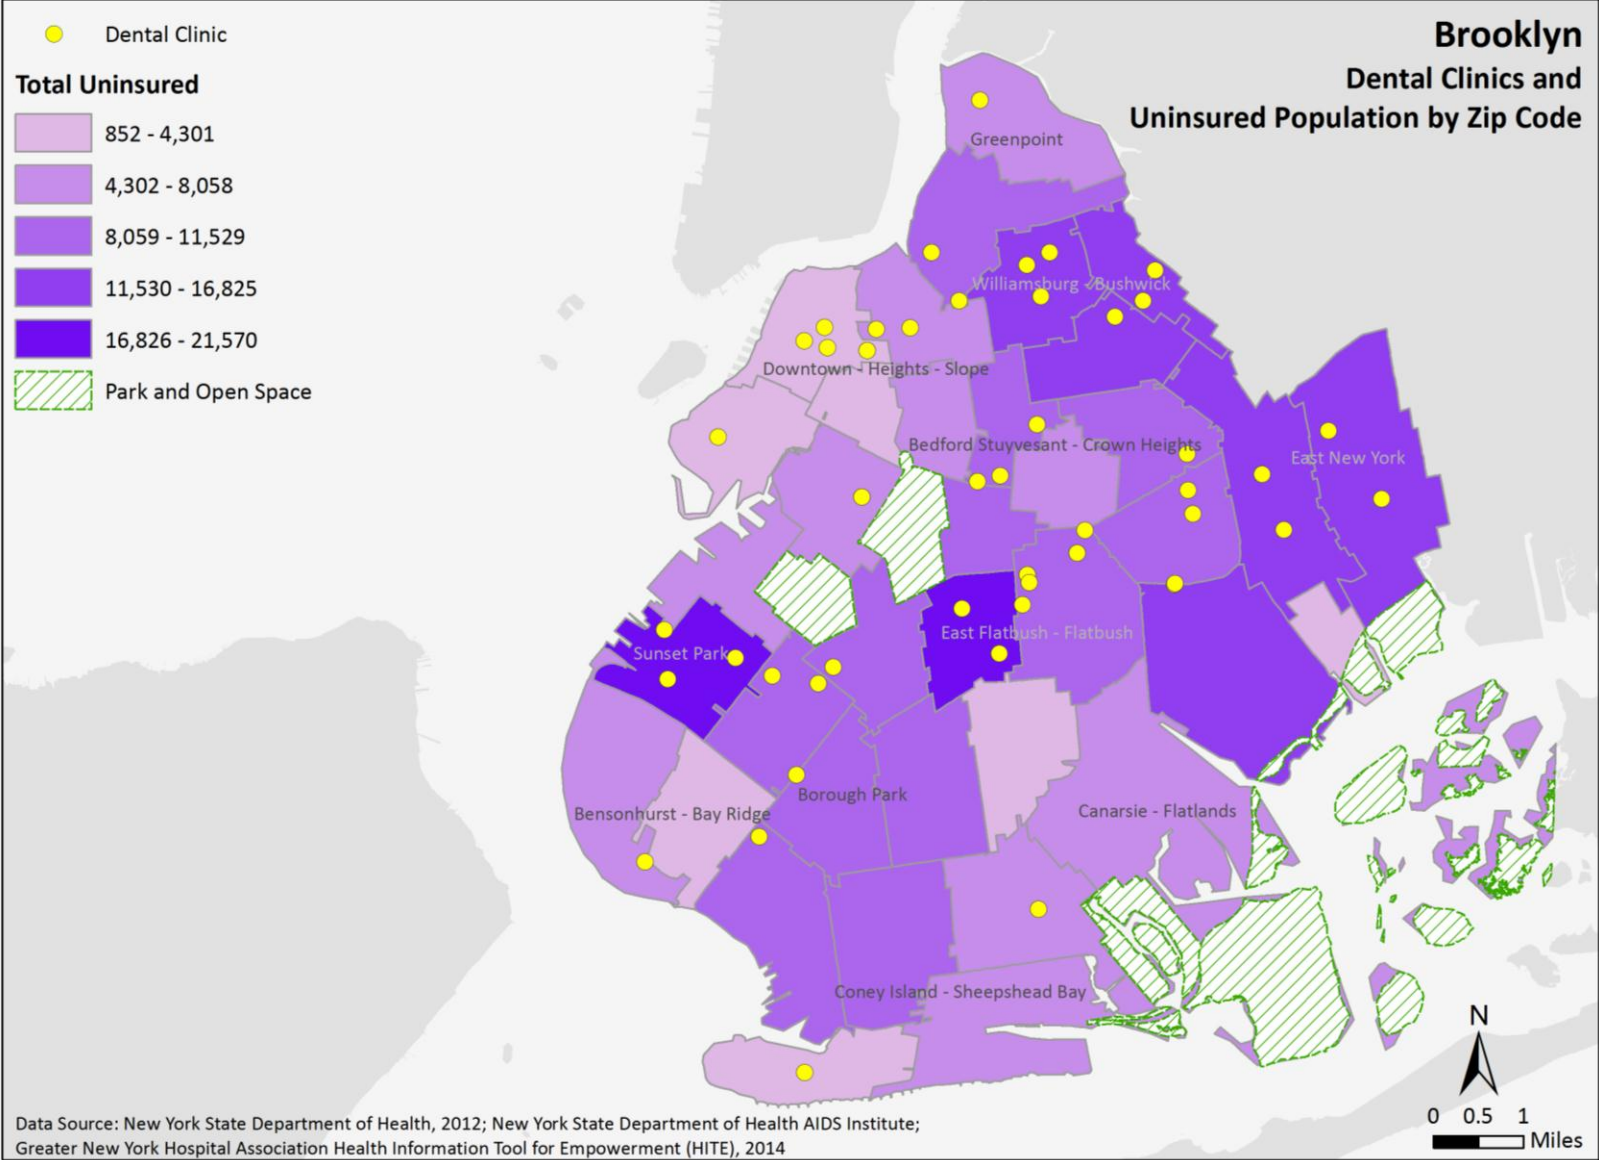 Dental Clinic
Total Uninsured
852 - 4,301
4,302 - 8,058
8,059 - 11,529
11,530 - 16,825
16,826 - 21,570
Park and Open Space
Brooklyn
Dental Clinics and
Uninsured Population by Zip Code
Greenpoint
Williamsburg - Bushwick
Downtown - Heights - Slope
Bedford Stuyvesant - Crown Heights
East New York
East Flatbush - Flatbush
Sunset Park
Borough Park
Bensonhurst - Bay Ridge
Canarsie - Flatlands
Coney Island - Sheepshead Bay
N
0 0.5 1
Miles
Data Source: New York State Department of Health, 2012; New York State Department of Health AIDS Institute;
Greater New York Hospital Association Health Information Tool for Empowerment (HITE), 2014